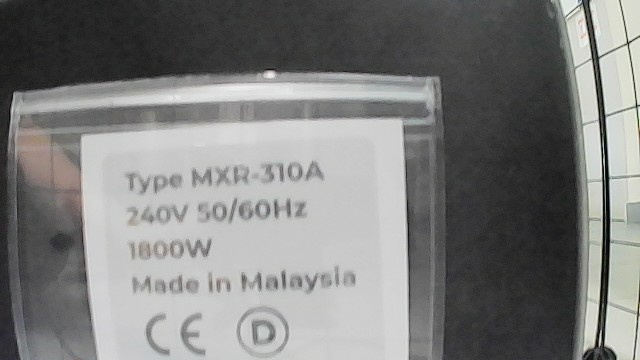 Type MXR-310A
240V 50/60Hz
1800W
Made in Malaysia
CE D